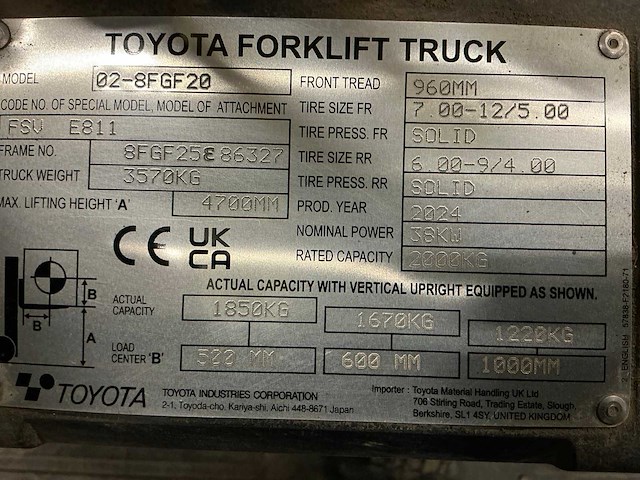 TOYOTA FORKLIFT TRUCK
MODEL 02-8FGF20
CODE NO. OF SPECIAL MODEL, MODEL OF ATTACHMENT
FSV E811
FRAME NO. 8FGF25E86327
TRUCK WEIGHT 3570KG
MAX. LIFTING HEIGHT 'A' 4700MM
FRONT TREAD 960MM
TIRE SIZE FR 7.00-12/5.00
TIRE PRESS. FR SOLID
TIRE SIZE RR 6.00-9/4.00
TIRE PRESS. RR SOLID
PROD. YEAR 2024
NOMINAL POWER 38KW
RATED CAPACITY 2000KG
CE UK CA
ACTUAL CAPACITY WITH VERTICAL UPRIGHT EQUIPPED AS SHOWN.
B
B
A
ACTUAL CAPACITY 1850KG 1670KG 1220KG
LOAD CENTER 'B' 500 MM 600 MM 1000MM
TOYOTA
TOYOTA INDUSTRIES CORPORATION
2-1, Toyoda-cho, Kariya-shi, Aichi 448-8671 Japan
Importer : Toyota Material Handling UK Ltd
706 Stirling Road, Trading Estate, Slough,
Berkshire, SL1 4SY, UNITED KINGDOM
ENGLISH 57838-F2180-71